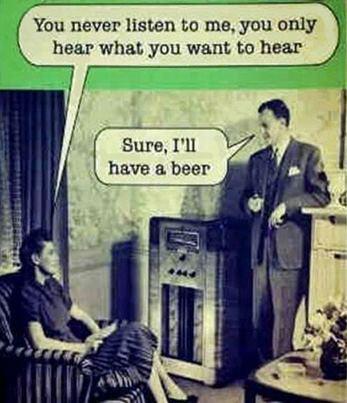 You never listen to me, you only
hear what you want to hear
Sure, I'll
have a beer